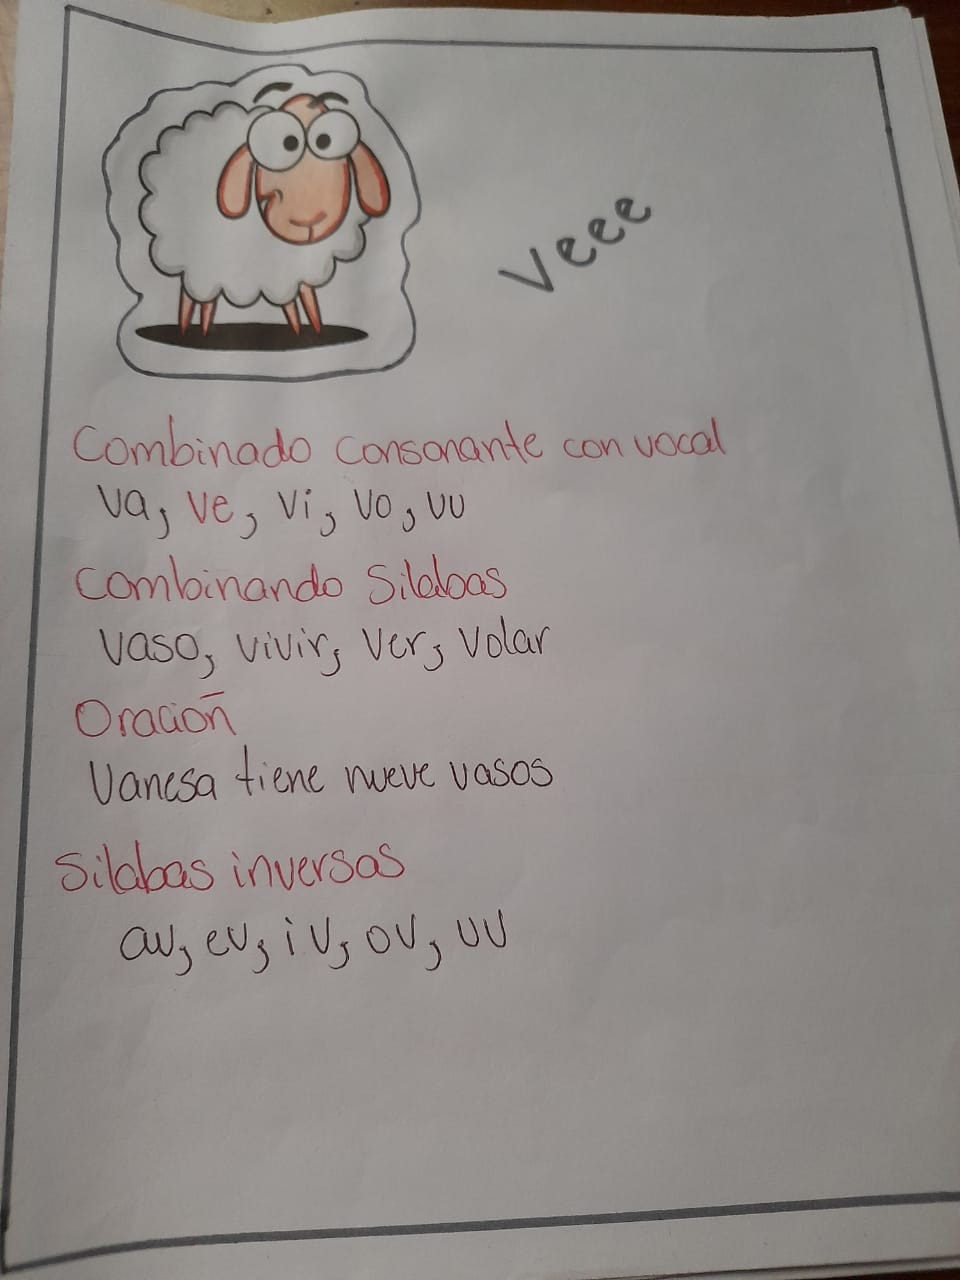 Veee
Combinado consonante con vocal
va, ve, vi, vo, vu
Combinando Silabas
vaso, vivir, ver, volar
Oración
Vanesa tiene nueve vasos
Silabas inversas
av, ev, iv, ov, uv